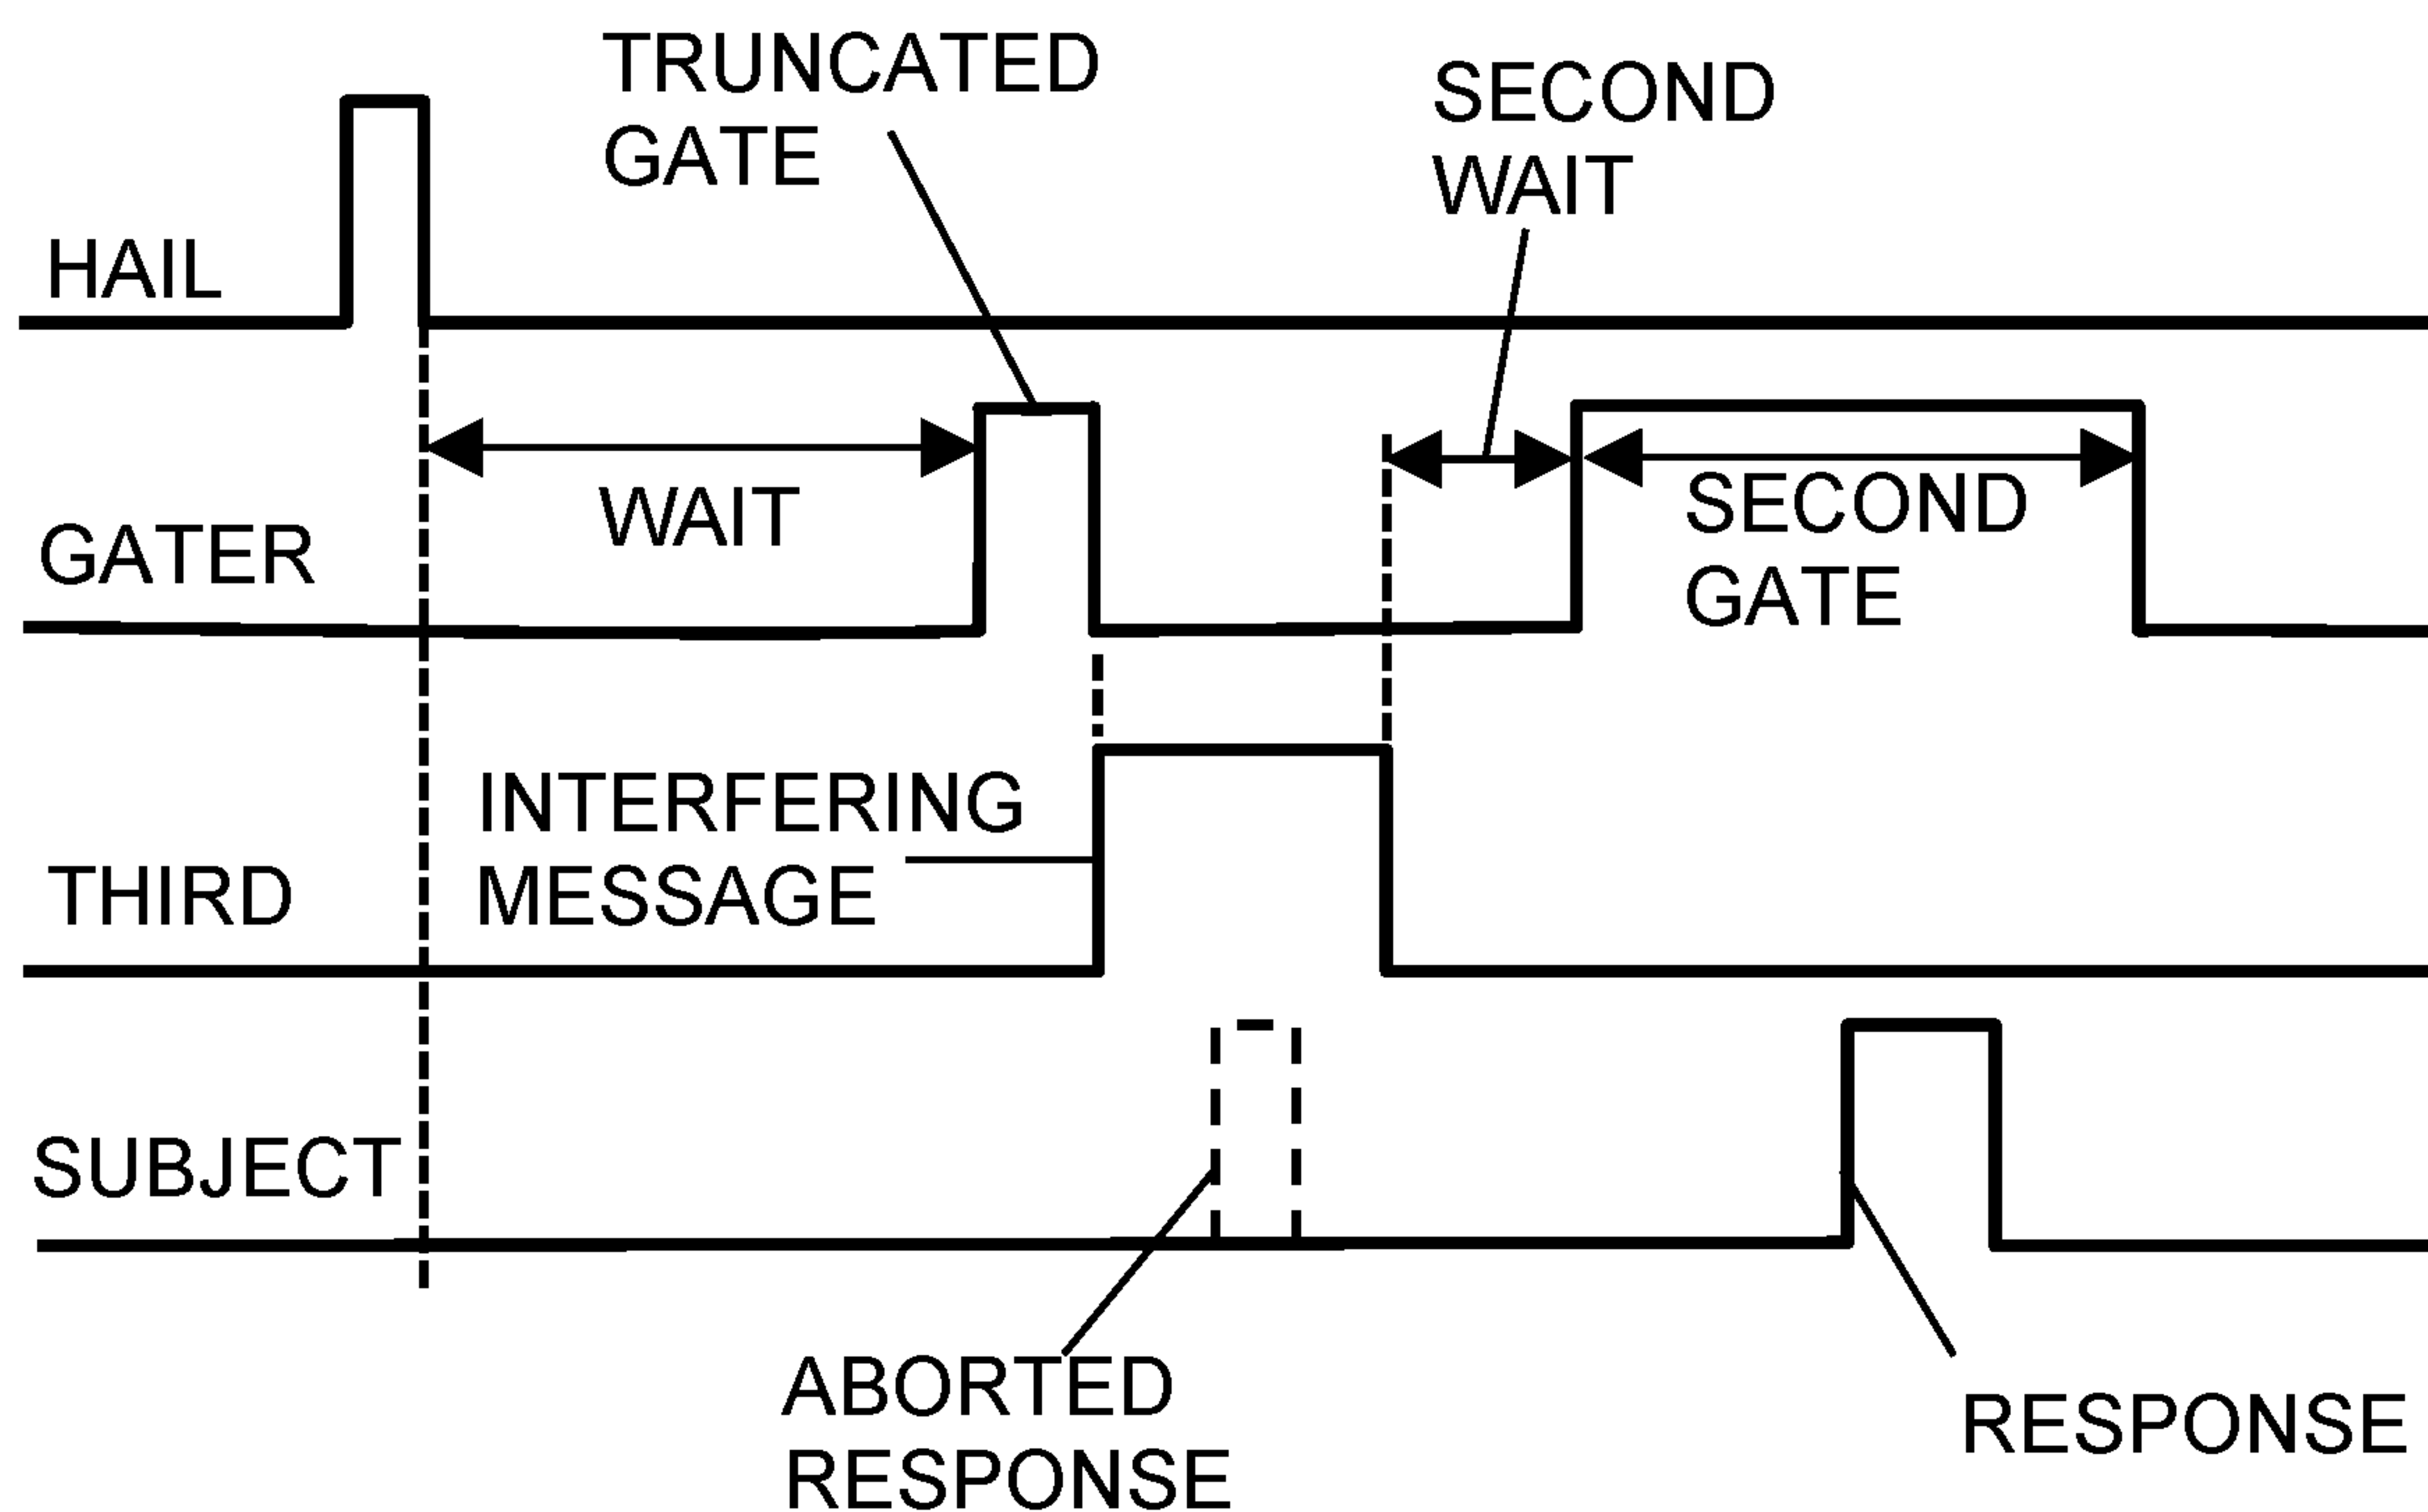 TRUNCATED
GATE
SECOND
WAIT
HAIL
WAIT
SECOND
GATE
GATER
INTERFERING
MESSAGE
THIRD
SUBJECT
ABORTED
RESPONSE
RESPONSE